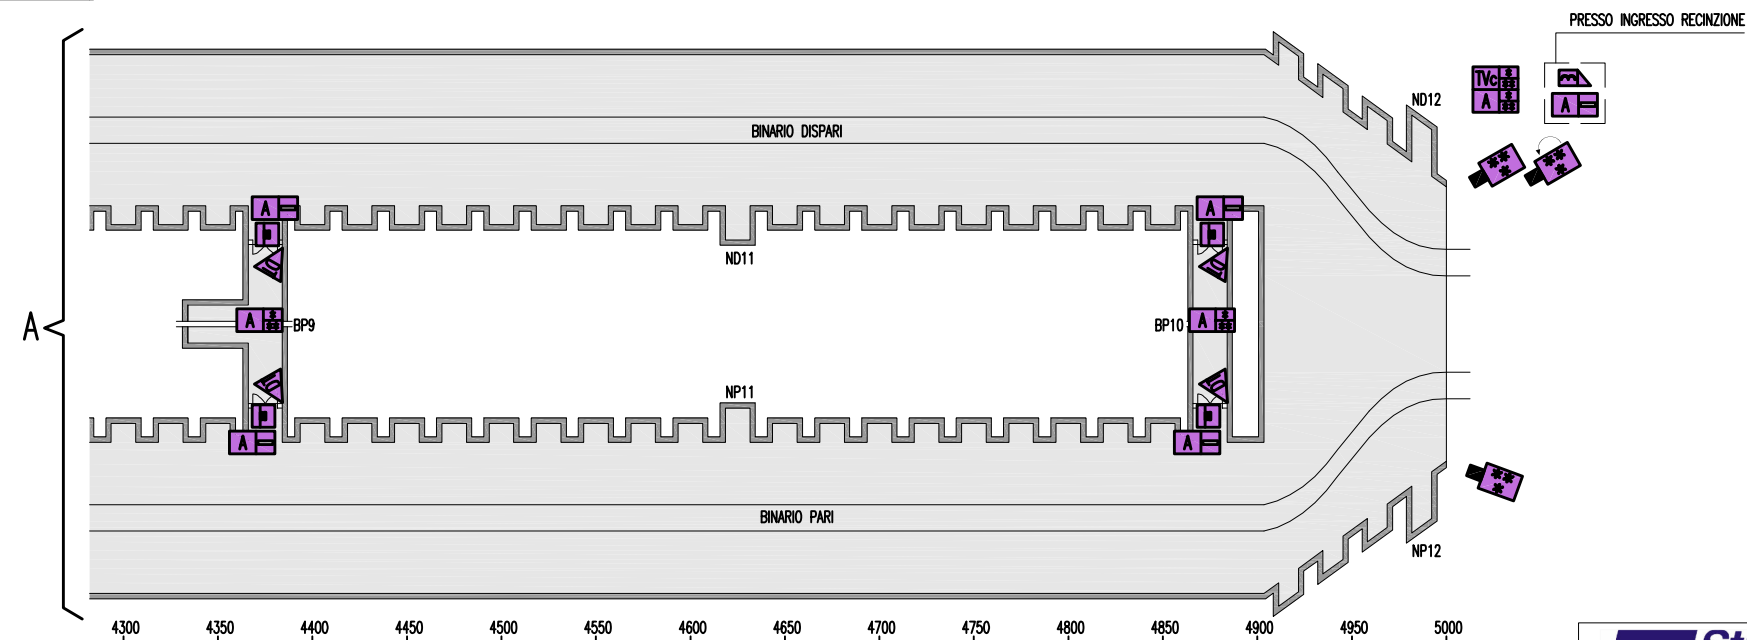 PRESSO INGRESSO RECINZIONE
TVc
A
A
ND12
BINARIO DISPARI
A
A
ND11
A
A
BP9
BP10
A
NP11
A
A
BINARIO PARI
NP12
4300 4350 4400 4450 4500 4550 4600 4650 4700 4750 4800 4850 4900 4950 5000
St